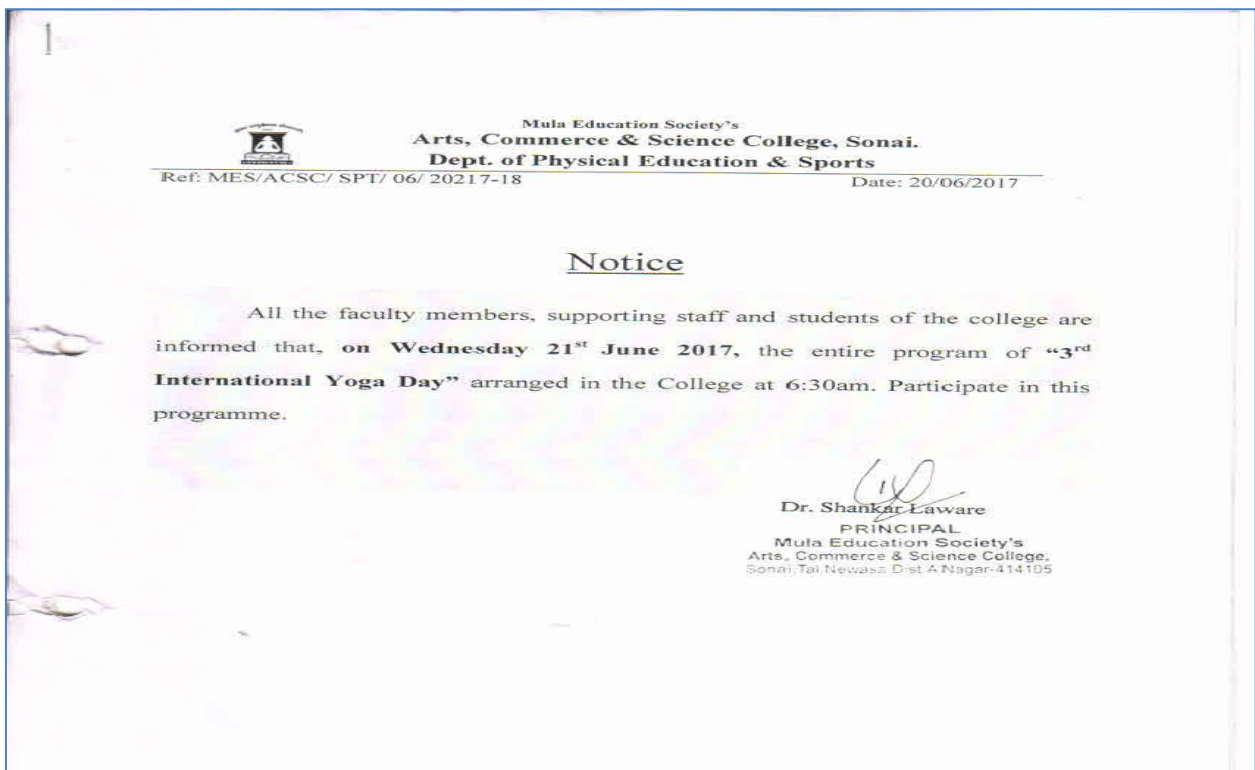 Mula Education Society's
Arts, Commerce & Science College, Sonai.
Dept. of Physical Education & Sports
Ref: MES/ACSC/ SPT/ 06/ 20217-18 Date: 20/06/2017
Notice
All the faculty members, supporting staff and students of the college are
informed that, on Wednesday 21st June 2017, the entire program of “3rd
International Yoga Day” arranged in the College at 6:30am. Participate in this
programme.
Dr. Shankar Laware
PRINCIPAL
Mula Education Society's
Arts, Commerce & Science College,
Sonai, Tal. Newasa Dist A Nagar-414105